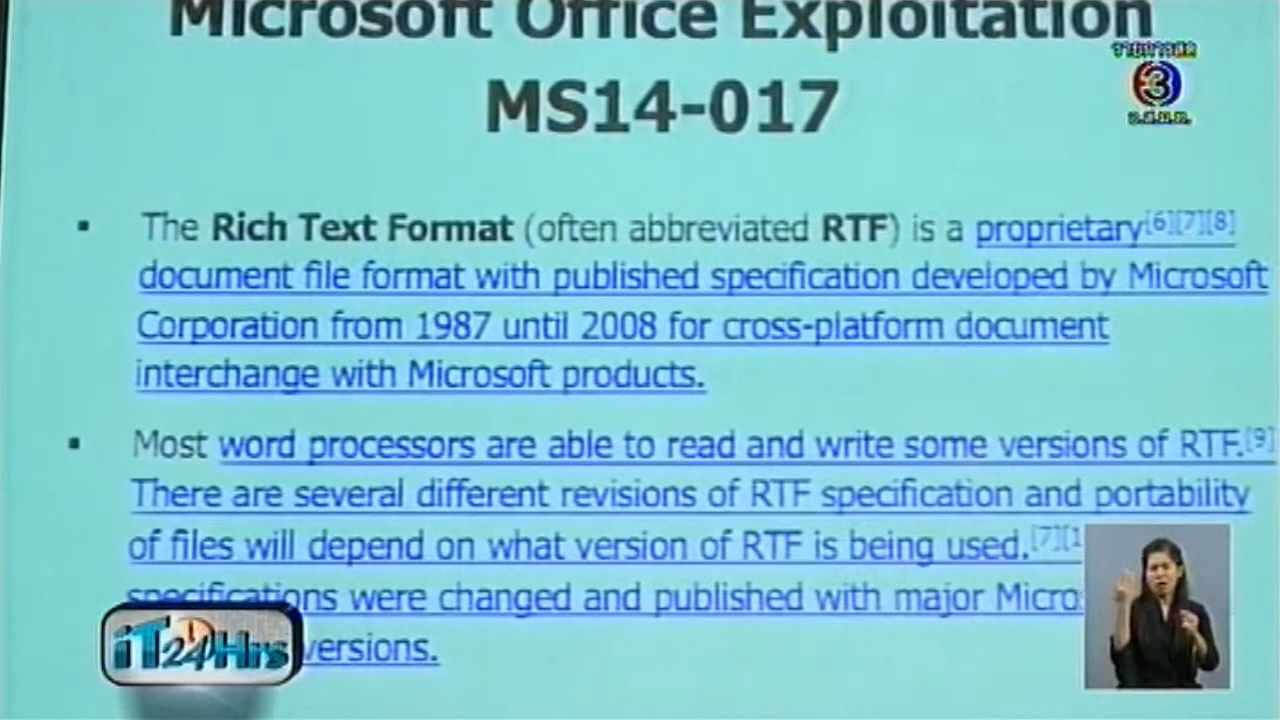 Microsoft Office Exploitation
MS14-017
3
▪ The Rich Text Format (often abbreviated RTF) is a proprietary[6][7][8]
document file format with published specification developed by Microsoft
Corporation from 1987 until 2008 for cross-platform document
interchange with Microsoft products.
▪ Most word processors are able to read and write some versions of RTF.[9]
There are several different revisions of RTF specification and portability
of files will depend on what version of RTF is being used.[7][1
specifications were changed and published with major Micro
versions.
iT24Hrs